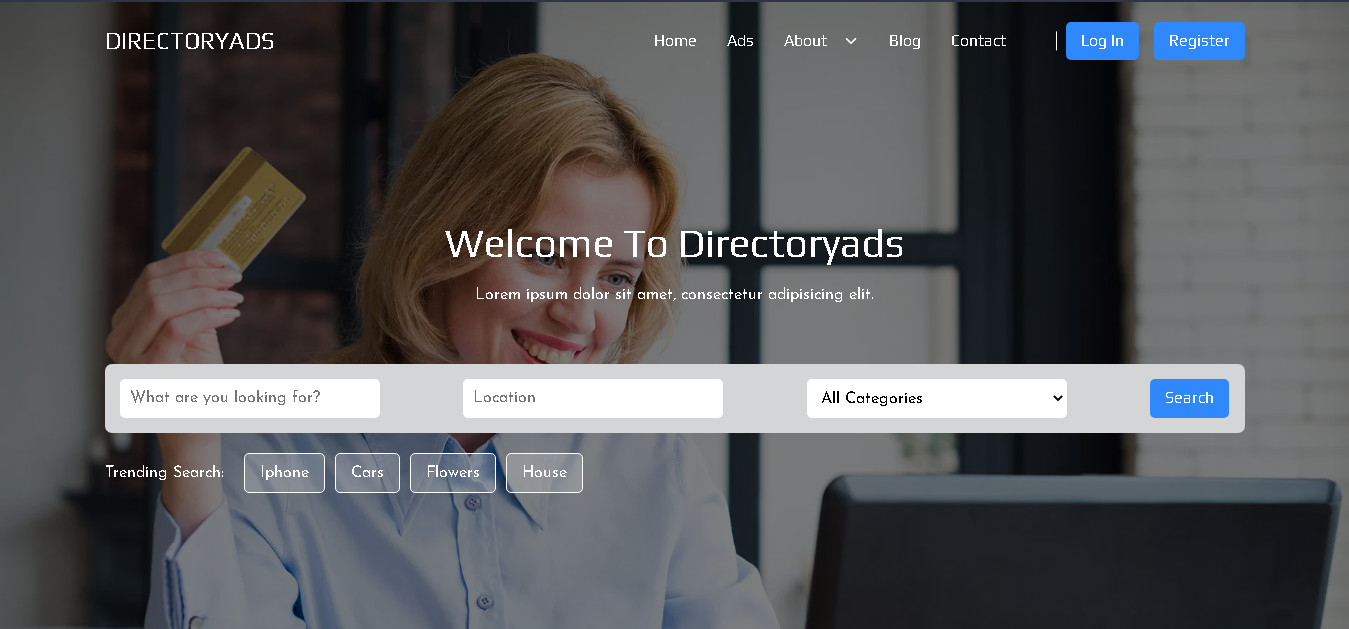 DIRECTORYADS
Home Ads About Blog Contact Log In Register
Welcome To Directoryads
Lorem ipsum dolor sit amet, consectetur adipisicing elit.
What are you looking for? Location All Categories Search
Trending Search: Iphone Cars Flowers House